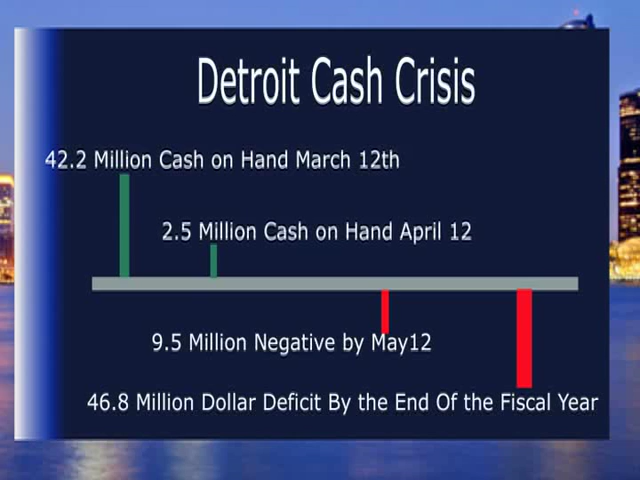 Detroit Cash Crisis
42.2 Million Cash on Hand March 12th
2.5 Million Cash on Hand April 12
9.5 Million Negative by May12
46.8 Million Dollar Deficit By the End Of the Fiscal Year